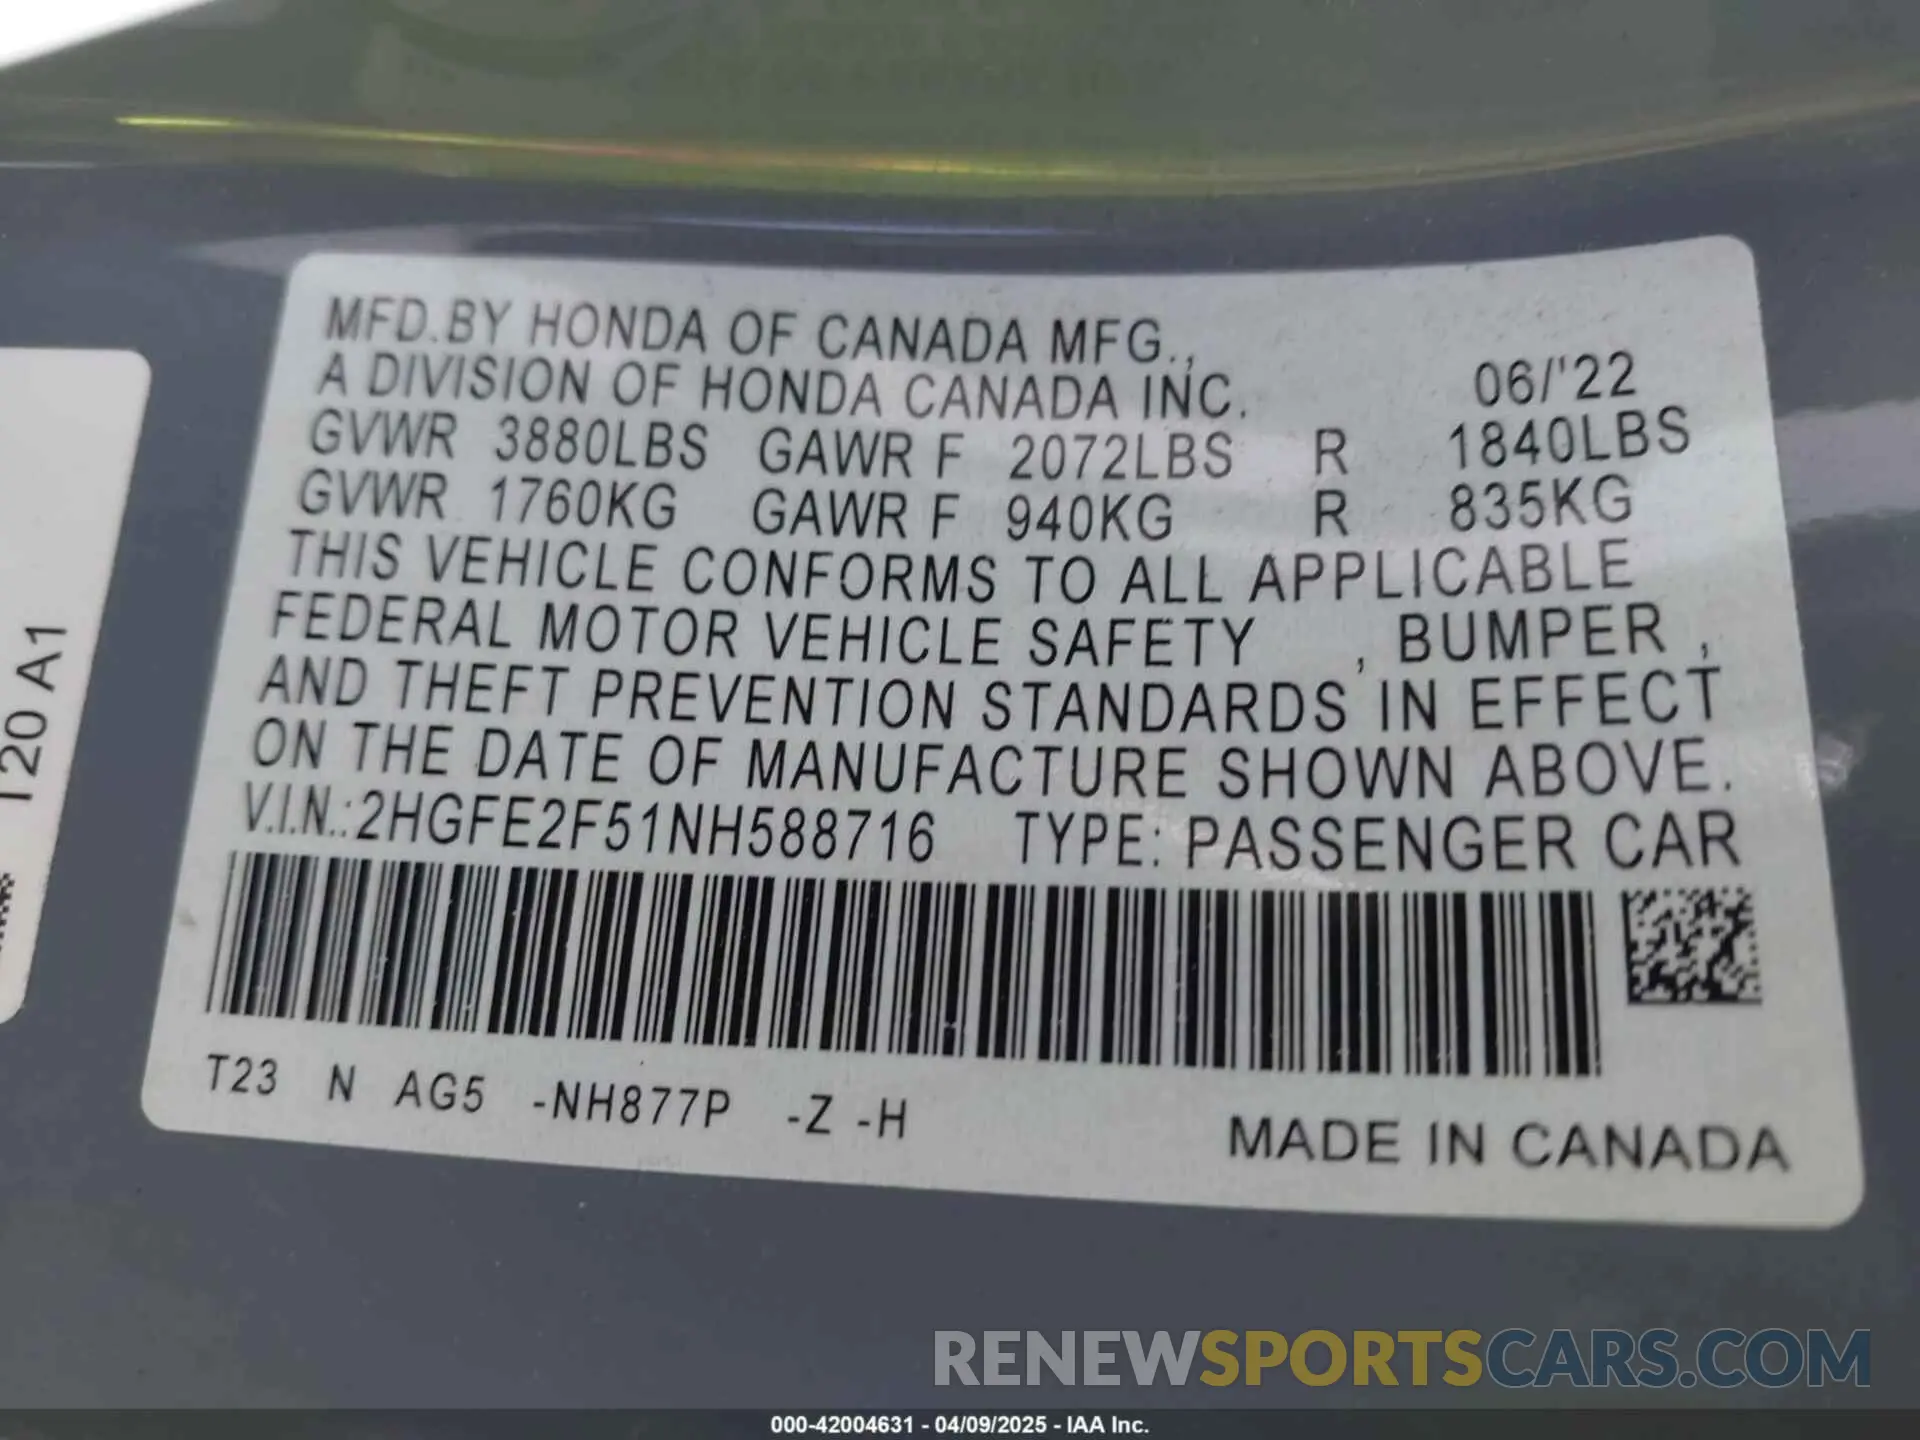 MFD.BY HONDA OF CANADA MFG.,
A DIVISION OF HONDA CANADA INC. 06/'22
GVWR 3880LBS GAWR F 2072LBS R 1840LBS
GVWR 1760KG GAWR F 940KG R 835KG
THIS VEHICLE CONFORMS TO ALL APPLICABLE
FEDERAL MOTOR VEHICLE SAFETY , BUMPER ,
AND THEFT PREVENTION STANDARDS IN EFFECT
ON THE DATE OF MANUFACTURE SHOWN ABOVE.
V.I.N.:2HGFE2F51NH588716 TYPE: PASSENGER CAR
T23 N AG5 -NH877P -Z -H
MADE IN CANADA
T20 A1
RENEWSPORTSCARS.COM
000-42004631 - 04/09/2025 - IAA Inc.